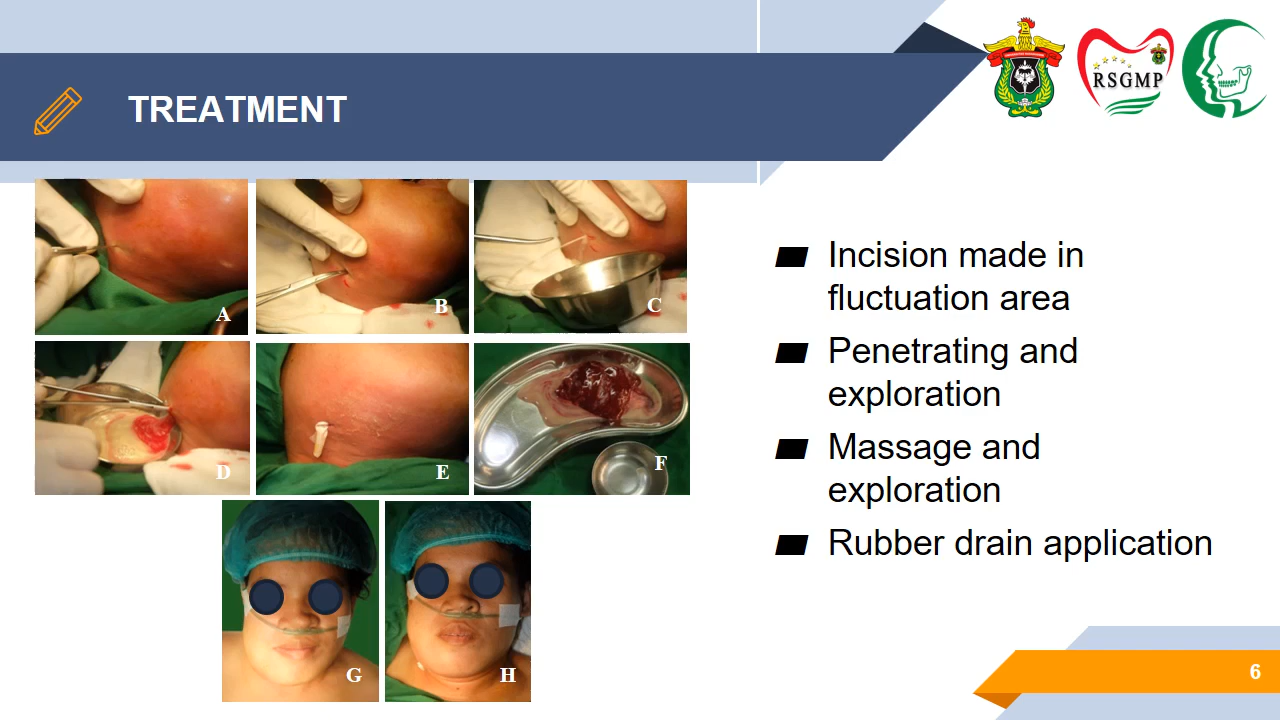 RSGMP
TREATMENT
A
B
C
D
E
F
G
H
Incision made in
fluctuation area
Penetrating and
exploration
Massage and
exploration
Rubber drain application
6